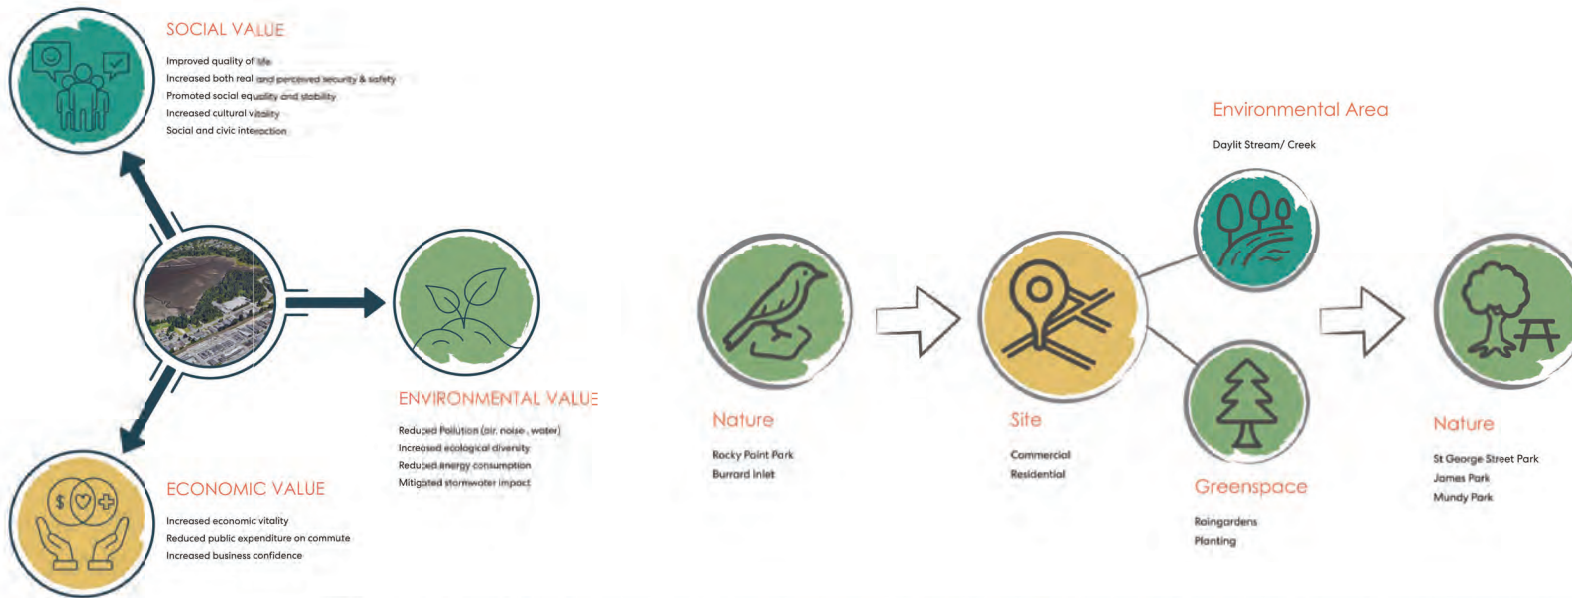 SOCIAL VALUE
Improved quality of life
Increased both real and perceived security & safety
Promoted social equality and stability
Increased cultural vitality
Social and civic interaction
ENVIRONMENTAL VALUE
Reduced Pollution (air, noise , water)
Increased ecological diversity
Reduced energy consumption
Mitigated stormwater impact
ECONOMIC VALUE
Increased economic vitality
Reduced public expenditure on commute
Increased business confidence
Nature
Rocky Point Park
Burrard Inlet
Site
Commercial
Residential
Environmental Area
Daylit Stream/ Creek
Greenspace
Raingardens
Planting
Nature
St George Street Park
James Park
Mundy Park